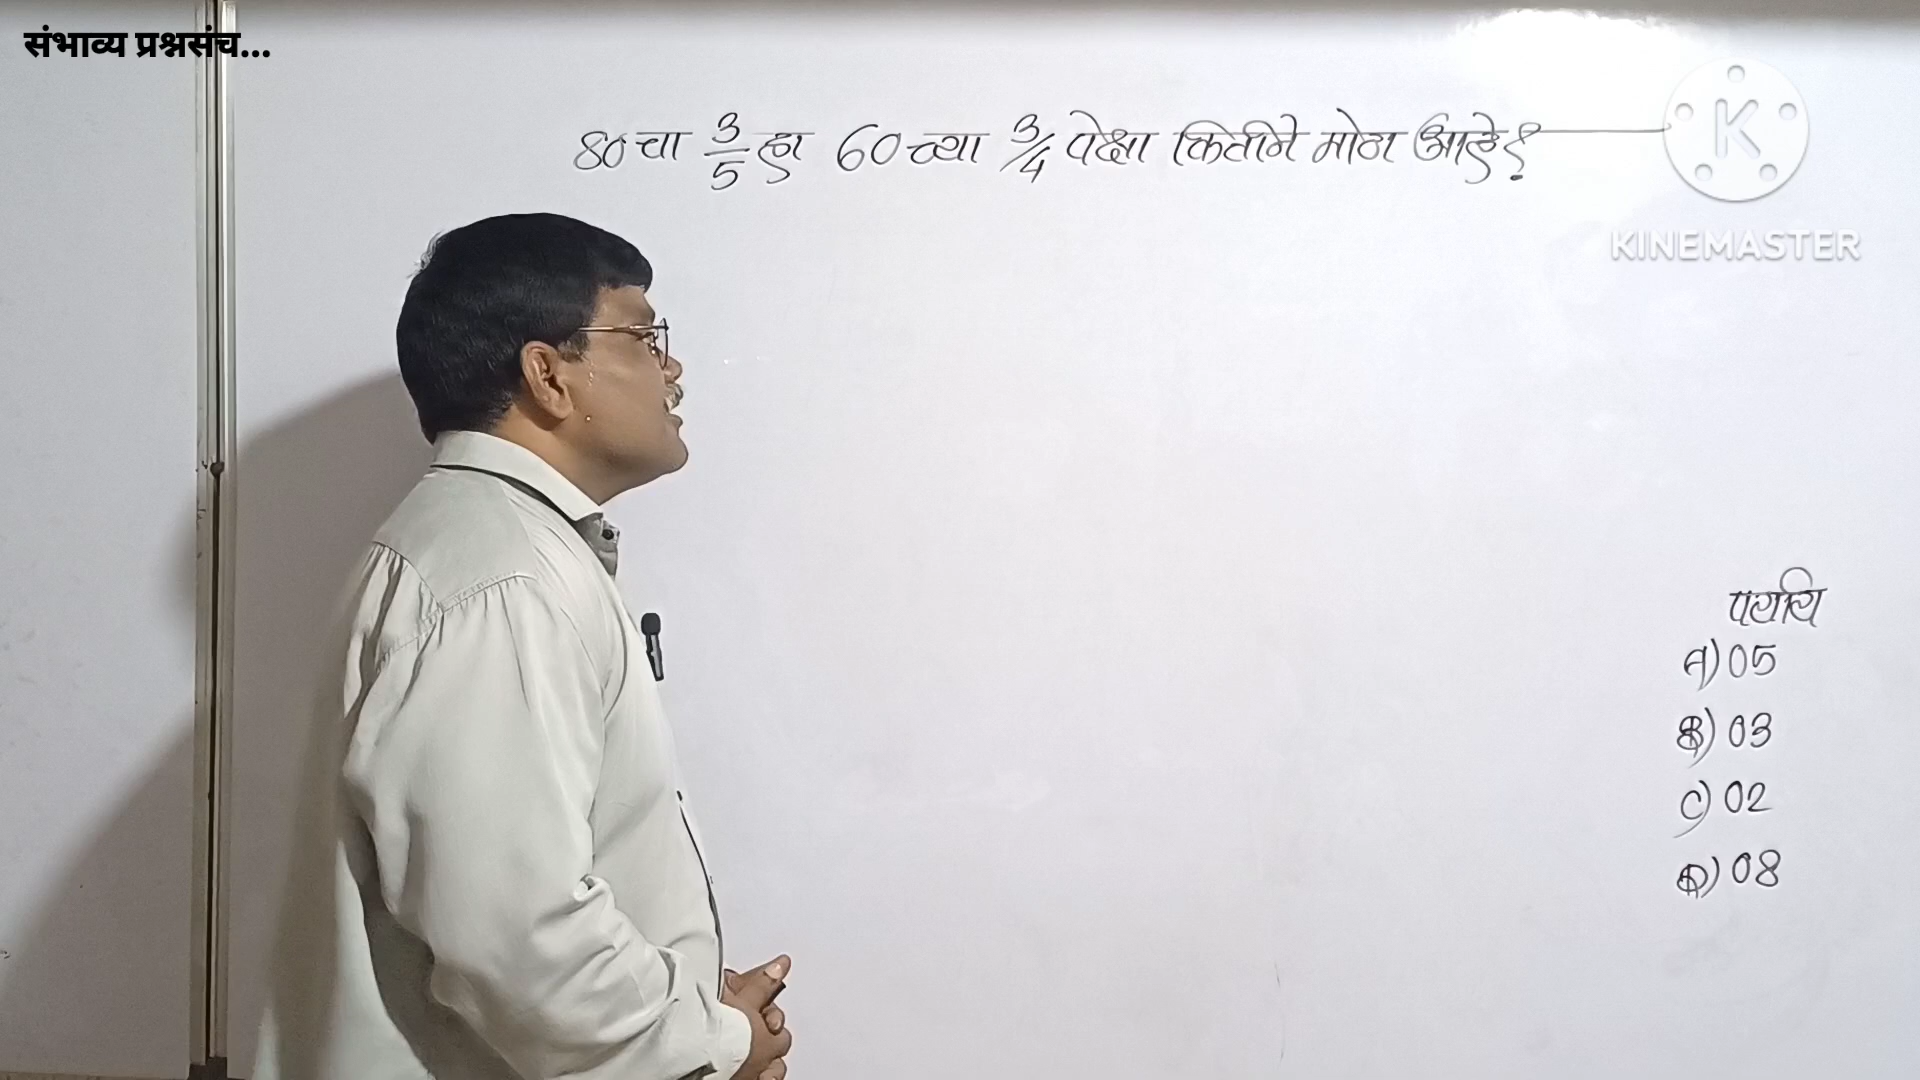 संभाव्य प्रश्नसंच...
80 चा 3/5 हा 60 च्या 3/4 पेक्षा कितीने मोठा आहे?
KINEMASTER
पर्याय
A) 05
B) 03
C) 02
D) 08